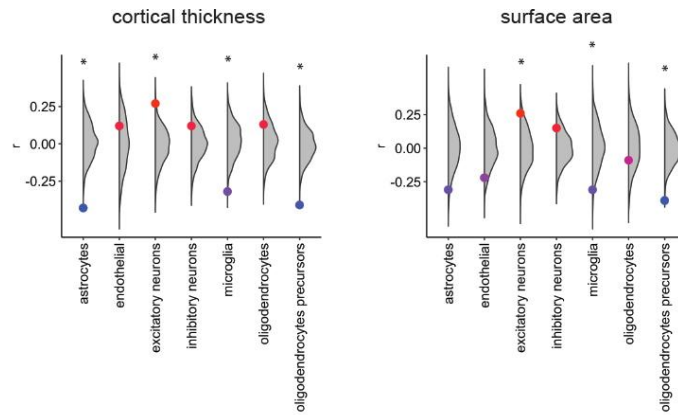 cortical thickness
* * * *
0.25
0.00
-0.25
r
astrocytes
endothelial
excitatory neurons
inhibitory neurons
microglia
oligodendrocytes
oligodendrocytes precursors
surface area
* * *
0.25
0.00
-0.25
r
astrocytes
endothelial
excitatory neurons
inhibitory neurons
microglia
oligodendrocytes
oligodendrocytes precursors